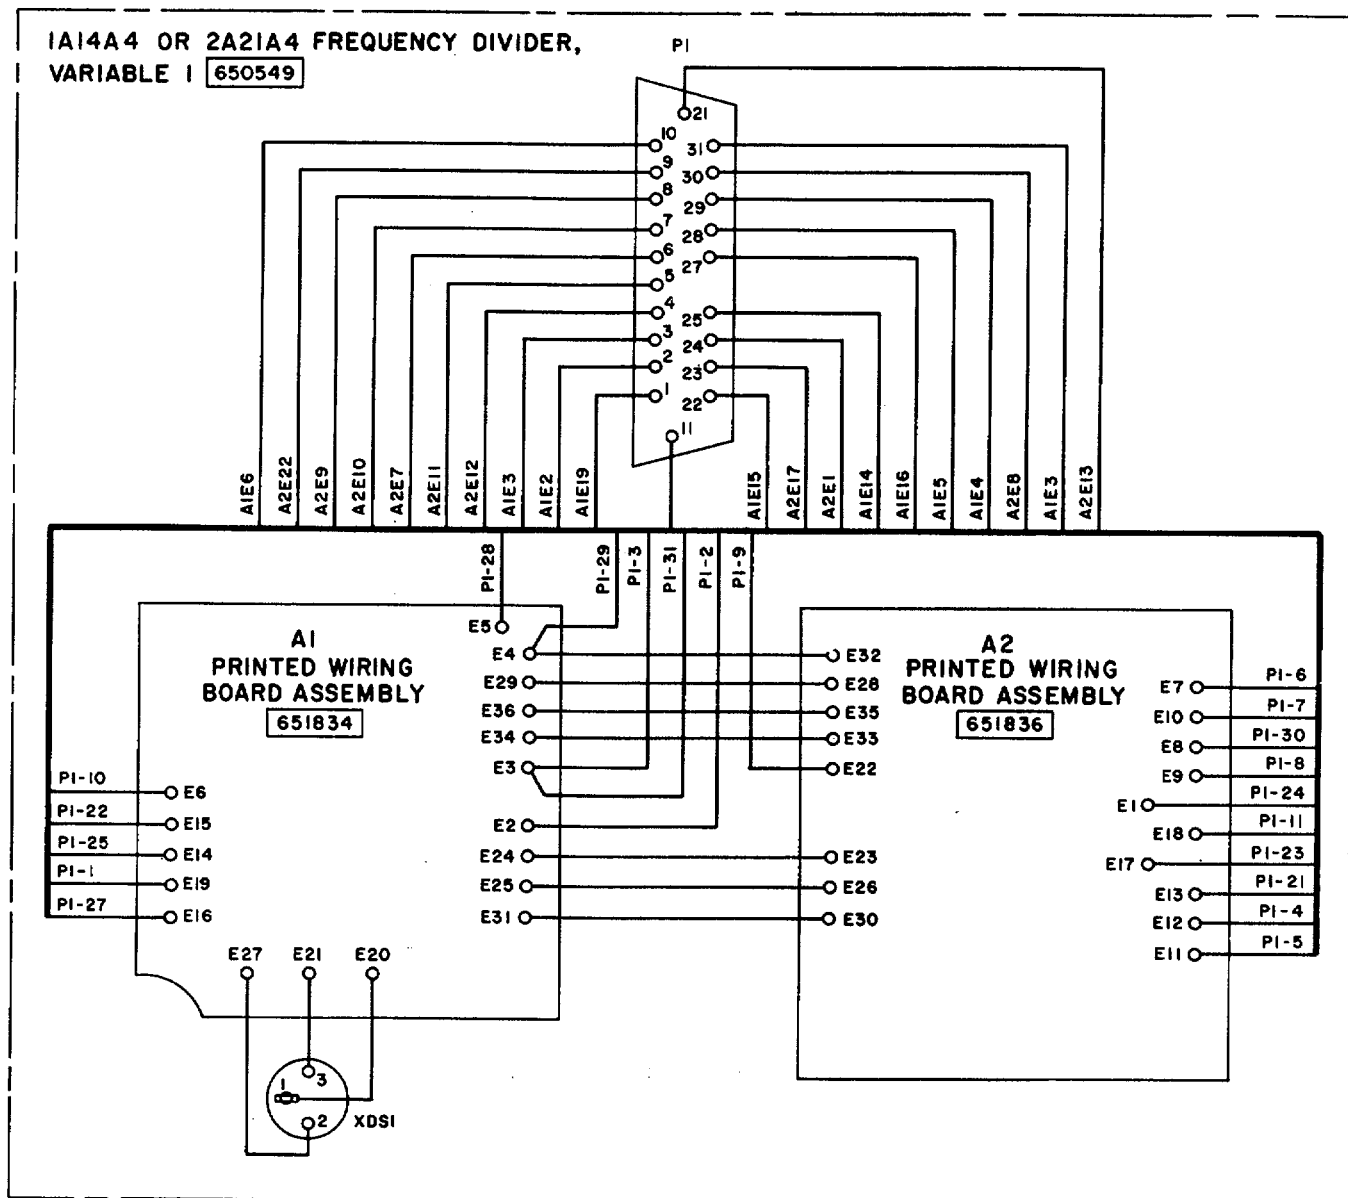 1A14A4 OR 2A21A4 FREQUENCY DIVIDER,
VARIABLE 1 650549
P1
21
10
31
9
30
8
29
7
28
6
27
5
4
25
3
24
2
23
1
22
11
A1E6
A2E22
A2E9
A2E10
A2E7
A2E11
A2E12
A1E3
A1E2
A1E19
A1E15
A2E17
A2E1
A1E14
A1E16
A1E5
A1E4
A2E8
A1E3
A2E13
P1-28
P1-29
P1-3
P1-31
P1-2
P1-9
A1
PRINTED WIRING
BOARD ASSEMBLY
651834
E5
E4
E29
E36
E34
E3
E2
E24
E25
E31
P1-10 E6
P1-22 E15
P1-25 E14
P1-1 E19
P1-27 E16
E27 E21 E20
1
3
2
XDS1
A2
PRINTED WIRING
BOARD ASSEMBLY
651836
E32
E28
E35
E33
E22
E23
E26
E30
E7 P1-6
E10 P1-7
E8 P1-30
E9 P1-8
E1 P1-24
E18 P1-11
E17 P1-23
E13 P1-21
E12 P1-4
E11 P1-5